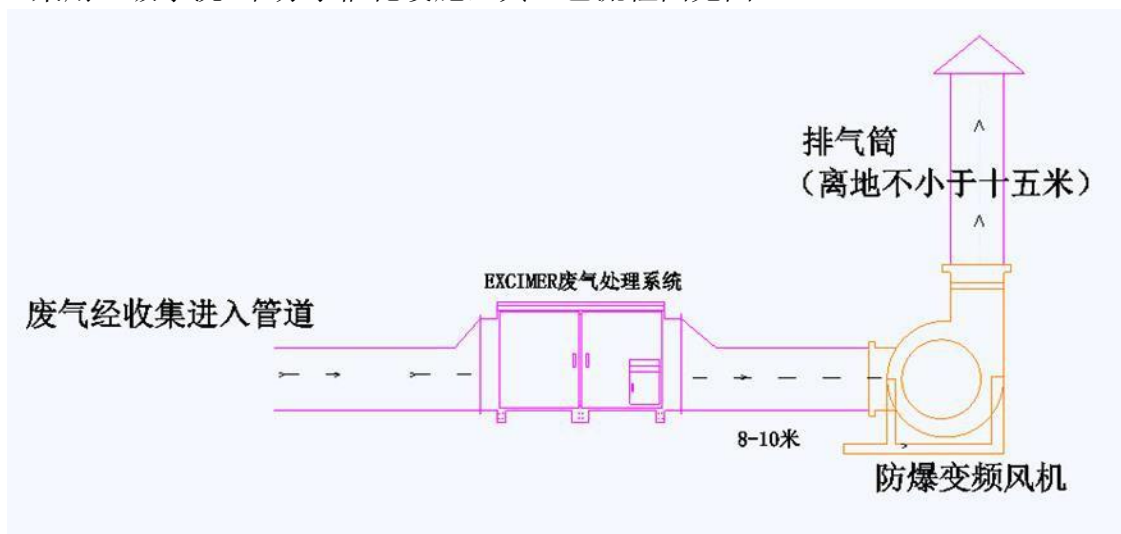 排气筒
(离地不小于十五米)
EXCIMER废气处理系统
废气经收集进入管道
8-10米
防爆变频风机